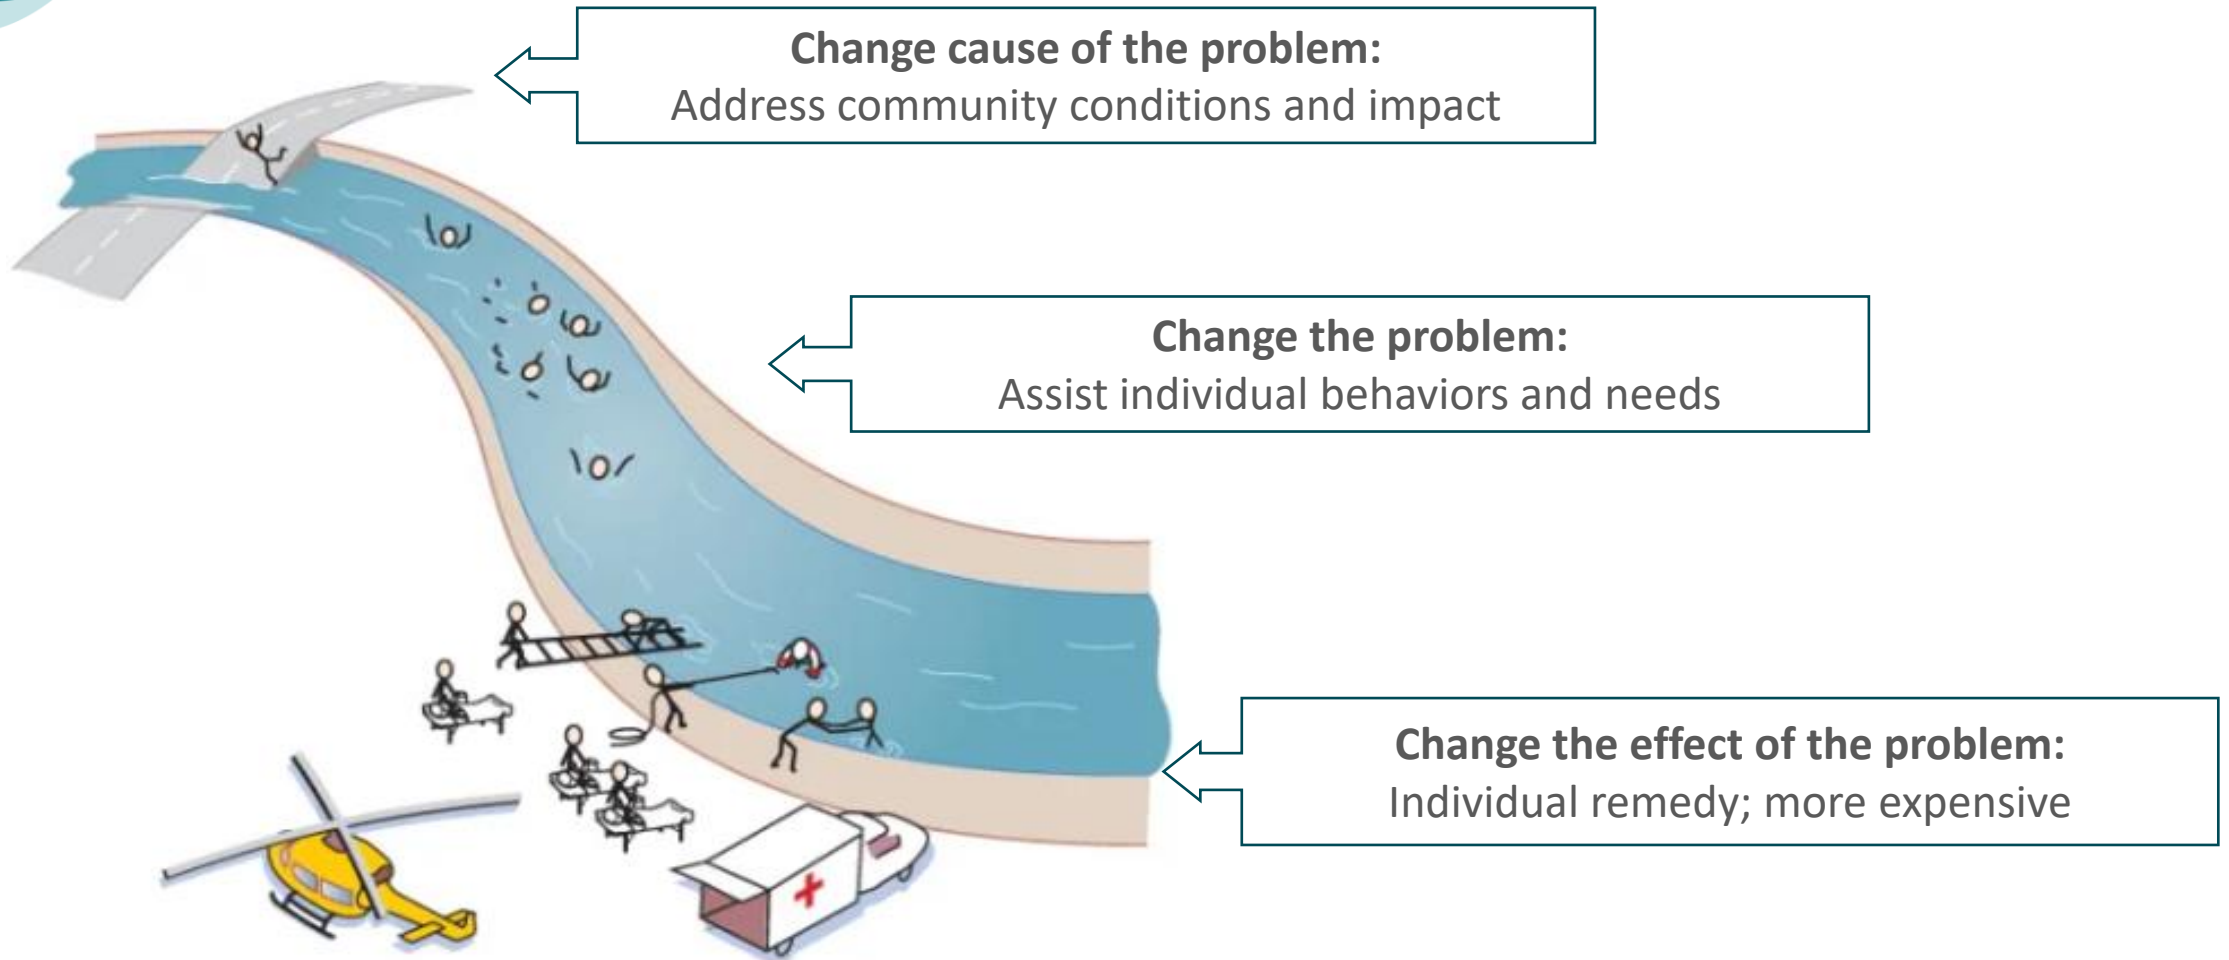 Change cause of the problem:
Address community conditions and impact
Change the problem:
Assist individual behaviors and needs
Change the effect of the problem:
Individual remedy; more expensive